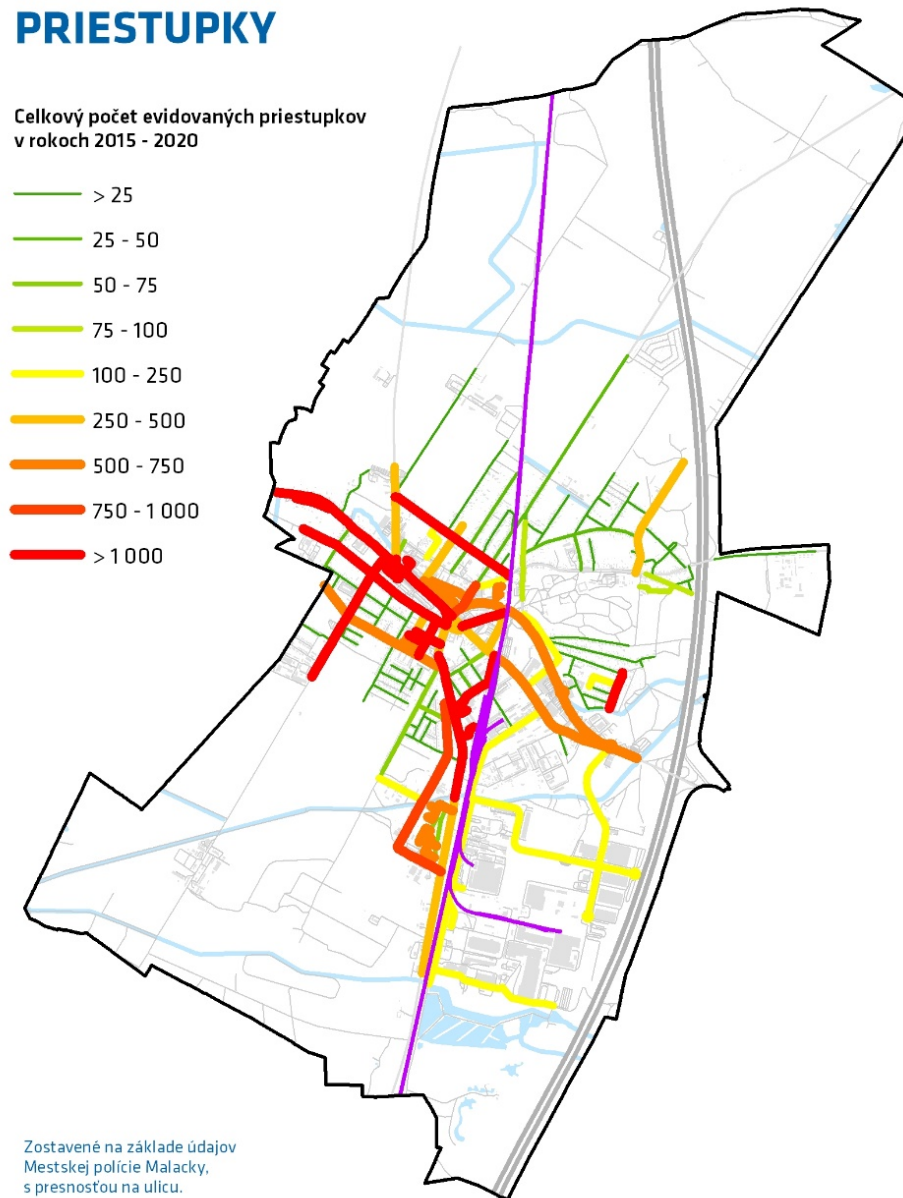 PRIESTUPKY
Celkový počet evidovaných priestupkov
v rokoch 2015 - 2020
> 25
25 - 50
50 - 75
75 - 100
100 - 250
250 - 500
500 - 750
750 - 1 000
> 1 000
Zostavené na základe údajov
Mestskej polície Malacky,
s presnosťou na ulicu.